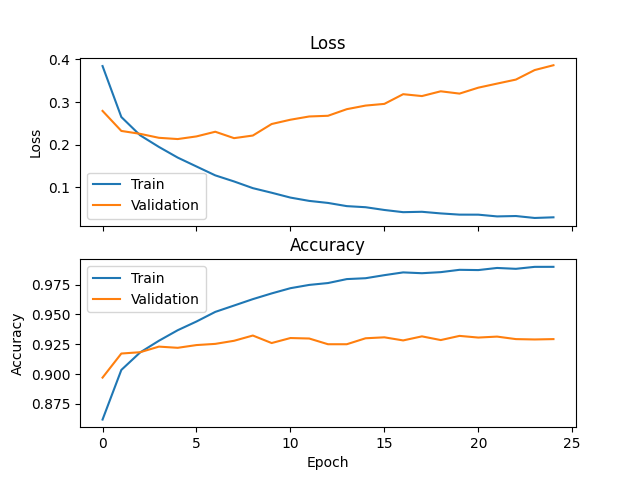 Loss
0.4
0.3
0.2
0.1
Loss
Train
Validation
Accuracy
0.975
0.950
0.925
0.900
0.875
Accuracy
Train
Validation
0 5 10 15 20 25
Epoch